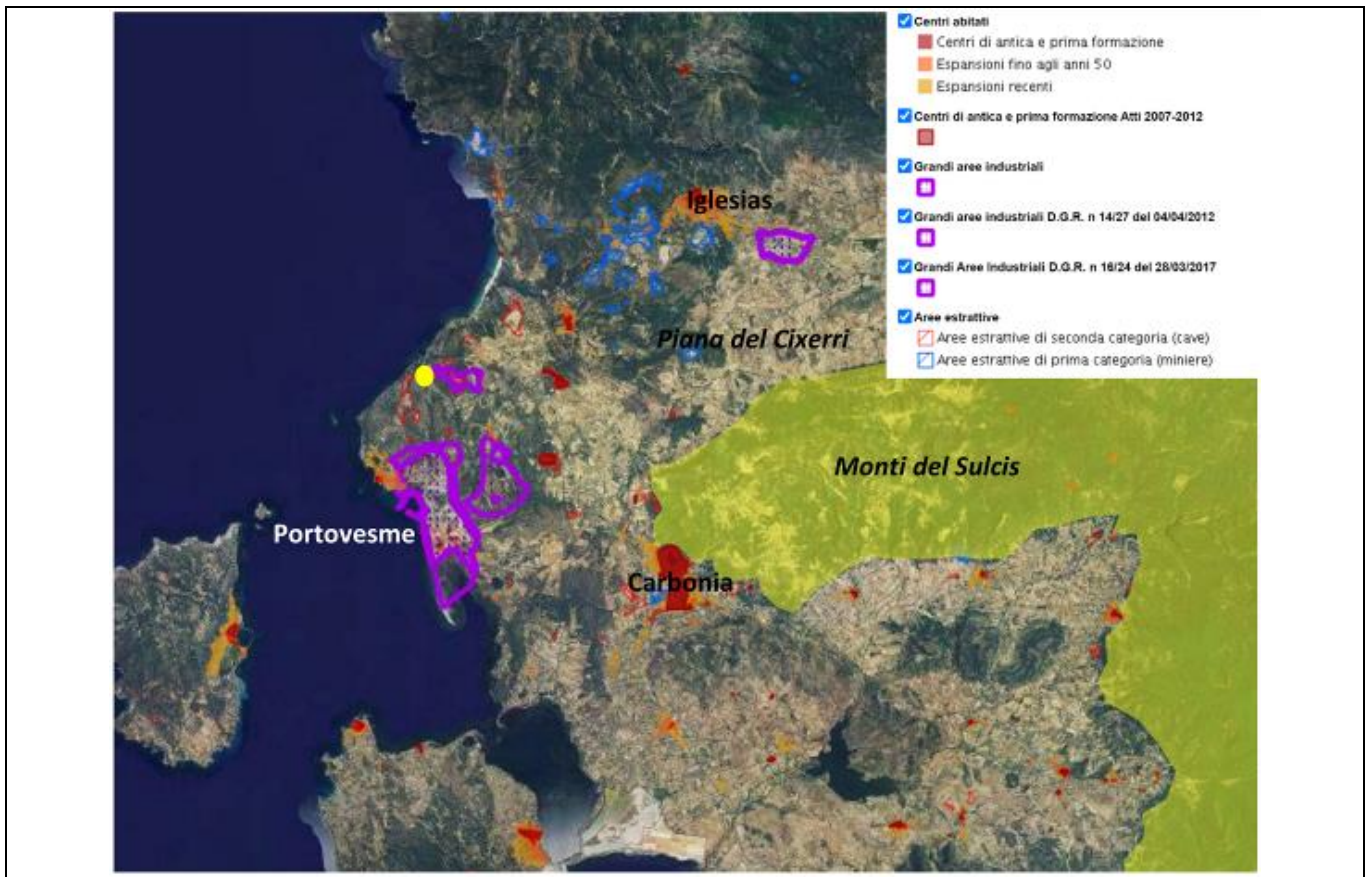 Centri abitati
Centri di antica e prima formazione
Espansioni fino agli anni 50
Espansioni recenti
Centri di antica e prima formazione Atti 2007-2012
Grandi aree industriali
Grandi aree industriali D.G.R. n 14/27 del 04/04/2012
Grandi Aree Industriali D.G.R. n 16/24 del 28/03/2017
Aree estrattive
Aree estrattive di seconda categoria (cave)
Aree estrattive di prima categoria (miniere)
Iglesias
Piana del Cixerri
Monti del Sulcis
Portovesme
Carbonia